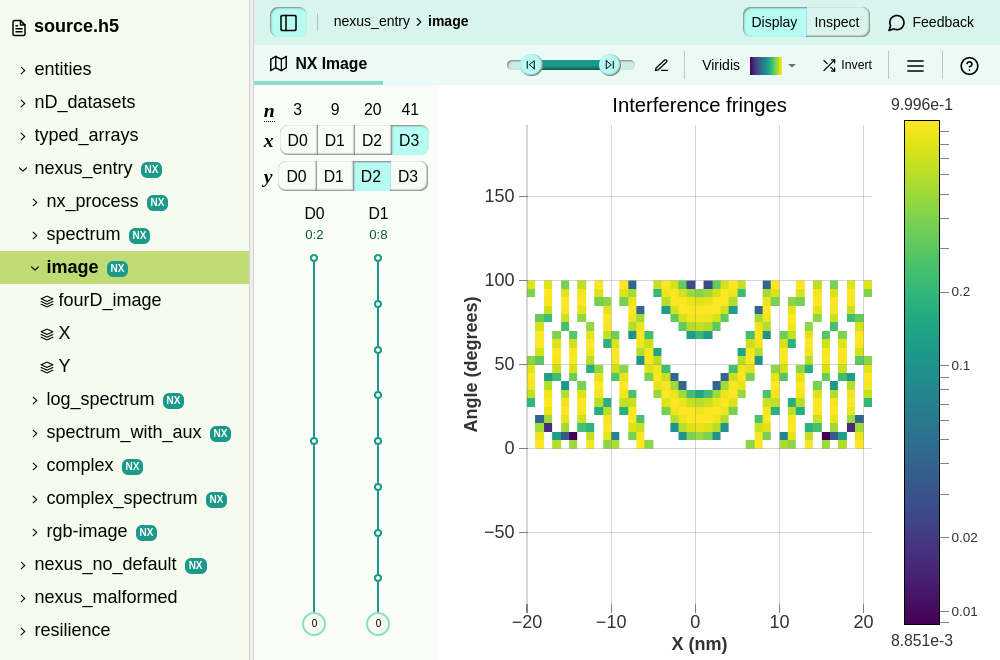 source.h5
entities
nD_datasets
typed_arrays
nexus_entry NX
nx_process NX
spectrum NX
image NX
fourD_image
X
Y
log_spectrum NX
spectrum_with_aux NX
complex NX
complex_spectrum NX
rgb-image NX
nexus_no_default NX
nexus_malformed
resilience
nexus_entry › image
Display Inspect Feedback
NX Image
Viridis Invert
n 3 9 20 41
x D0 D1 D2 D3
y D0 D1 D2 D3
D0 D1
0:2 0:8
0 0
Interference fringes
Angle (degrees)
150
100
50
0
−50
−20 −10 0 10 20
X (nm)
9.996e-1
0.2
0.1
0.02
0.01
8.851e-3